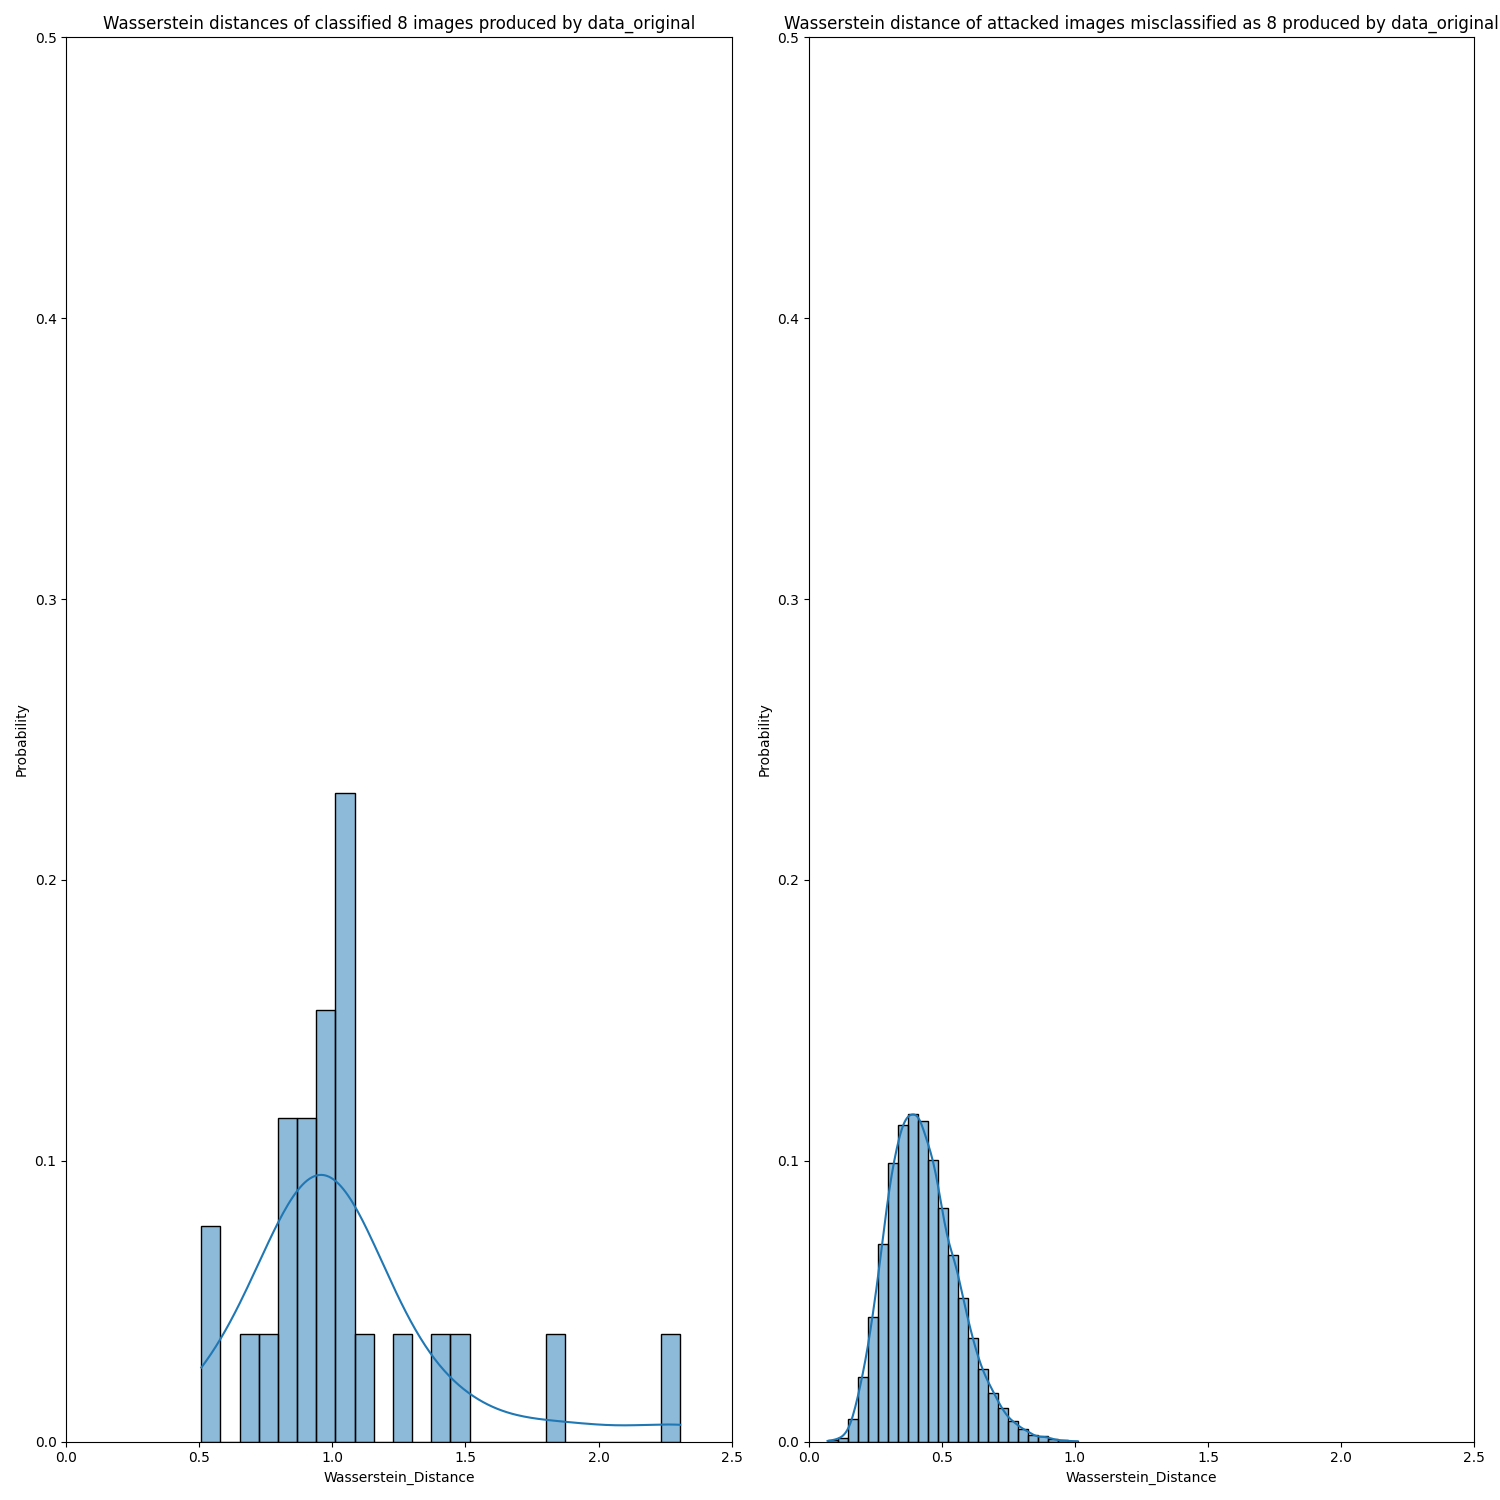 Wasserstein distances of classified 8 images produced by data_original
0.5
0.4
0.3
0.2
0.1
0.0
Probability
0.0 0.5 1.0 1.5 2.0 2.5
Wasserstein_Distance
Wasserstein distance of attacked images misclassified as 8 produced by data_original
0.5
0.4
0.3
0.2
0.1
0.0
Probability
0.0 0.5 1.0 1.5 2.0 2.5
Wasserstein_Distance